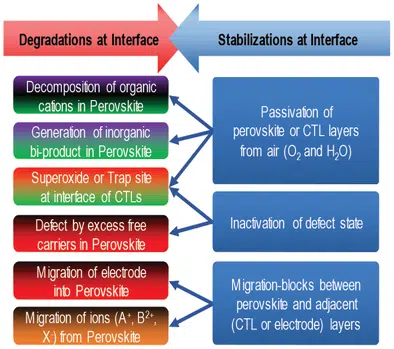 Degradations at Interface
Stabilizations at Interface
Decomposition of organic
cations in Perovskite
Generation of inorganic
bi-product in Perovskite
Superoxide or Trap site
at interface of CTLs
Defect by excess free
carriers in Perovskite
Migration of electrode
into Perovskite
Migration of ions (A⁺, B²⁺,
X⁻) from Perovskite
Passivation of
perovskite or CTL layers
from air (O₂ and H₂O)
Inactivation of defect state
Migration-blocks between
perovskite and adjacent
(CTL or electrode) layers